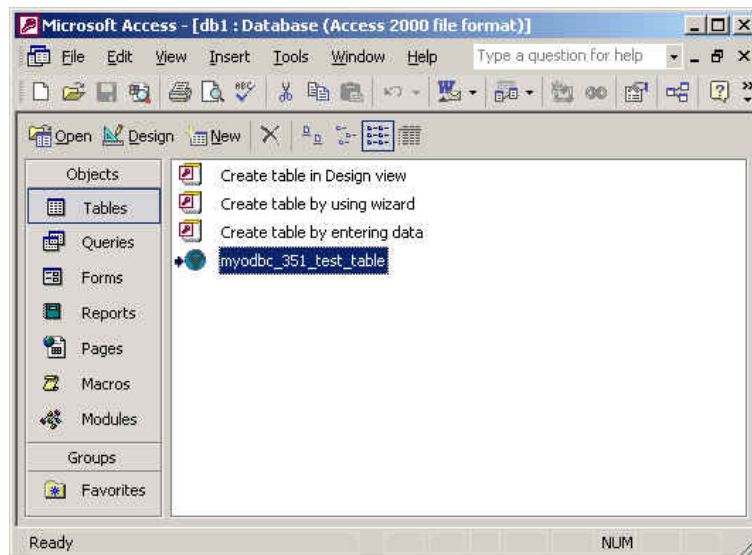 Microsoft Access - [db1 : Database (Access 2000 file format)]
File Edit View Insert Tools Window Help Type a question for help
Open Design New
Objects
Create table in Design view
Tables
Create table by using wizard
Queries
Create table by entering data
myodbc_351_test_table
Forms
Reports
Pages
Macros
Modules
Groups
Favorites
Ready NUM